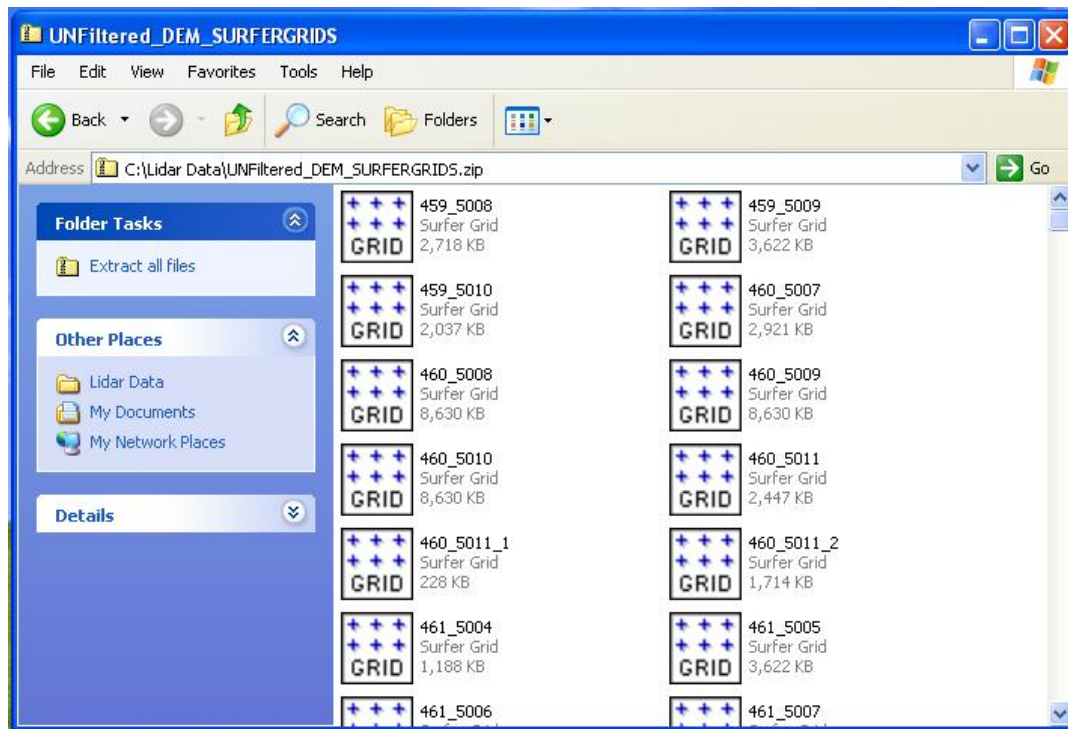 UNFiltered_DEM_SURFERGRIDS
File Edit View Favorites Tools Help
Back Search Folders
Address C:\Lidar Data\UNFiltered_DEM_SURFERGRIDS.zip Go
Folder Tasks
Extract all files
Other Places
Lidar Data
My Documents
My Network Places
Details
GRID
459_5008
Surfer Grid
2,718 KB
GRID
459_5009
Surfer Grid
3,622 KB
GRID
459_5010
Surfer Grid
2,037 KB
GRID
460_5007
Surfer Grid
2,921 KB
GRID
460_5008
Surfer Grid
8,630 KB
GRID
460_5009
Surfer Grid
8,630 KB
GRID
460_5010
Surfer Grid
8,630 KB
GRID
460_5011
Surfer Grid
2,447 KB
GRID
460_5011_1
Surfer Grid
228 KB
GRID
460_5011_2
Surfer Grid
1,714 KB
GRID
461_5004
Surfer Grid
1,188 KB
GRID
461_5005
Surfer Grid
3,622 KB
461_5006
461_5007